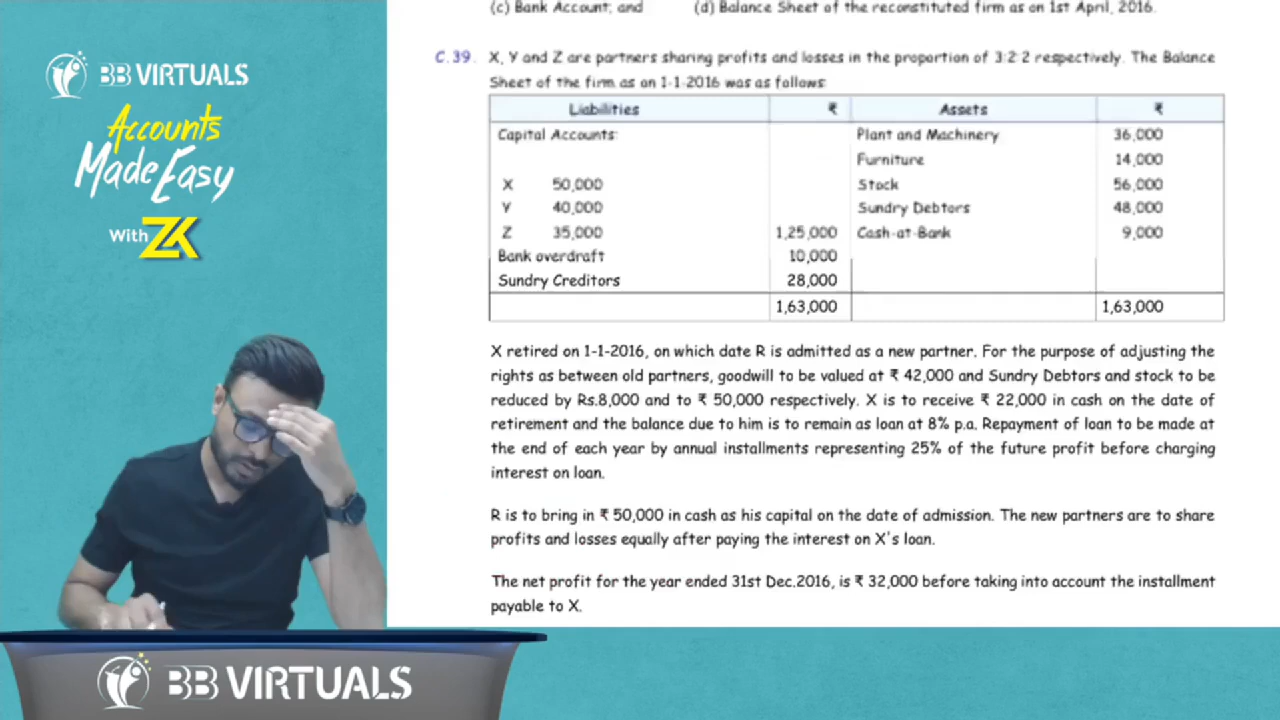 (c) Bank Account; and (d) Balance Sheet of the reconstituted firm as on 1st April, 2016.
BB VIRTUALS
Accounts
Made Easy
With ZK
C.39. X, Y and Z are partners sharing profits and losses in the proportion of 3:2:2 respectively. The Balance
Sheet of the firm as on 1-1-2016 was as follows:
Liabilities ₹ Assets ₹
Capital Accounts: Plant and Machinery 36,000
Furniture 14,000
X 50,000 Stock 56,000
Y 40,000 Sundry Debtors 48,000
Z 35,000 1,25,000 Cash-at-Bank 9,000
Bank overdraft 10,000
Sundry Creditors 28,000
1,63,000 1,63,000
X retired on 1-1-2016, on which date R is admitted as a new partner. For the purpose of adjusting the
rights as between old partners, goodwill to be valued at ₹ 42,000 and Sundry Debtors and stock to be
reduced by Rs.8,000 and to ₹ 50,000 respectively. X is to receive ₹ 22,000 in cash on the date of
retirement and the balance due to him is to remain as loan at 8% p.a. Repayment of loan to be made at
the end of each year by annual installments representing 25% of the future profit before charging
interest on loan.
R is to bring in ₹ 50,000 in cash as his capital on the date of admission. The new partners are to share
profits and losses equally after paying the interest on X's loan.
The net profit for the year ended 31st Dec.2016, is ₹ 32,000 before taking into account the installment
payable to X.
BB VIRTUALS